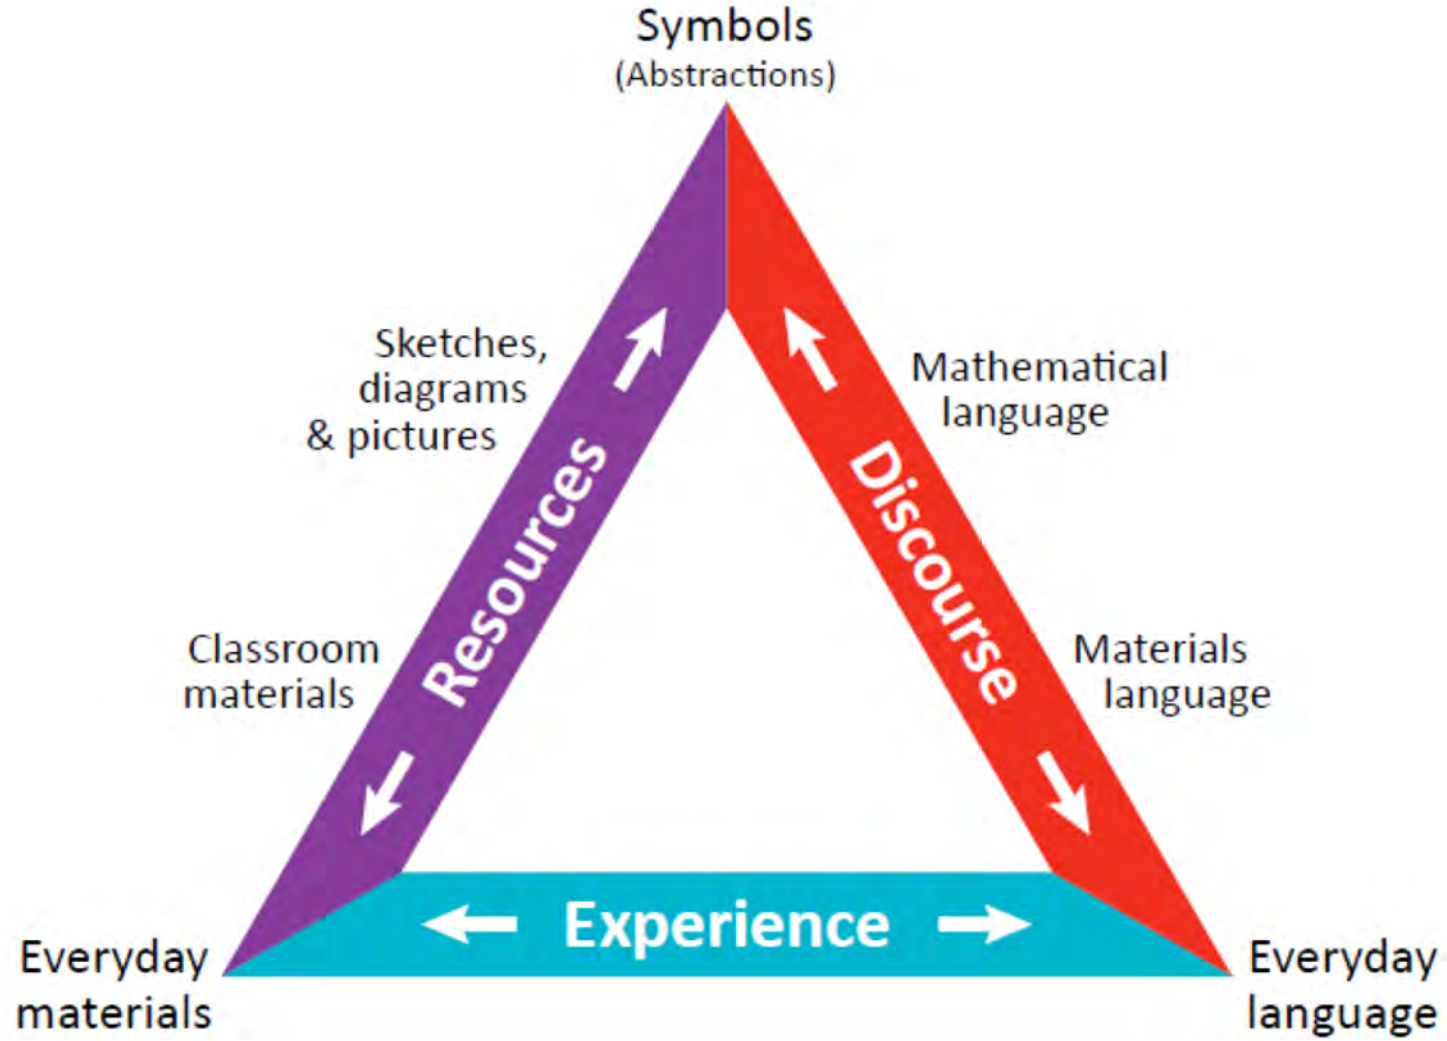 Symbols
(Abstractions)
Sketches,
diagrams
& pictures
Mathematical
language
Resources
Discourse
Classroom
materials
Materials
language
Experience
Everyday
materials
Everyday
language